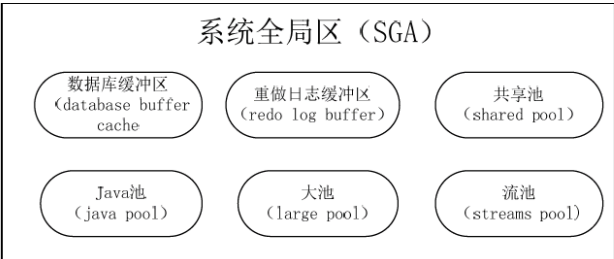 系统全局区（SGA）
数据库缓冲区
（database buffer
cache
重做日志缓冲区
（redo log buffer）
共享池
（shared pool）
Java池
（java pool）
大池
（large pool）
流池
（streams pool）